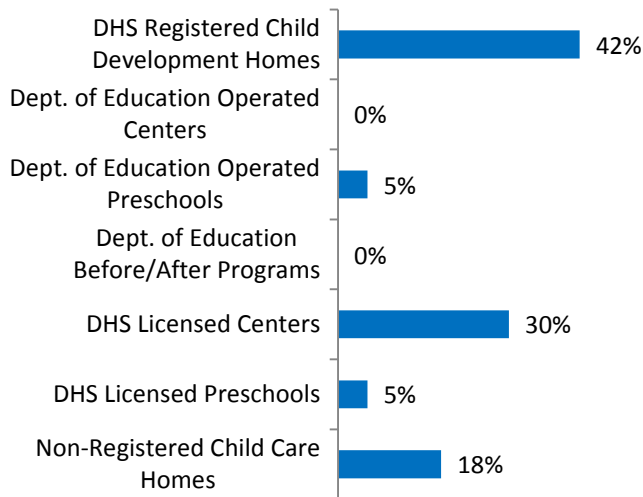 DHS Registered Child
Development Homes
42%
Dept. of Education Operated
Centers
0%
Dept. of Education Operated
Preschools
5%
Dept. of Education
Before/After Programs
0%
DHS Licensed Centers
30%
DHS Licensed Preschools
5%
Non-Registered Child Care
Homes
18%